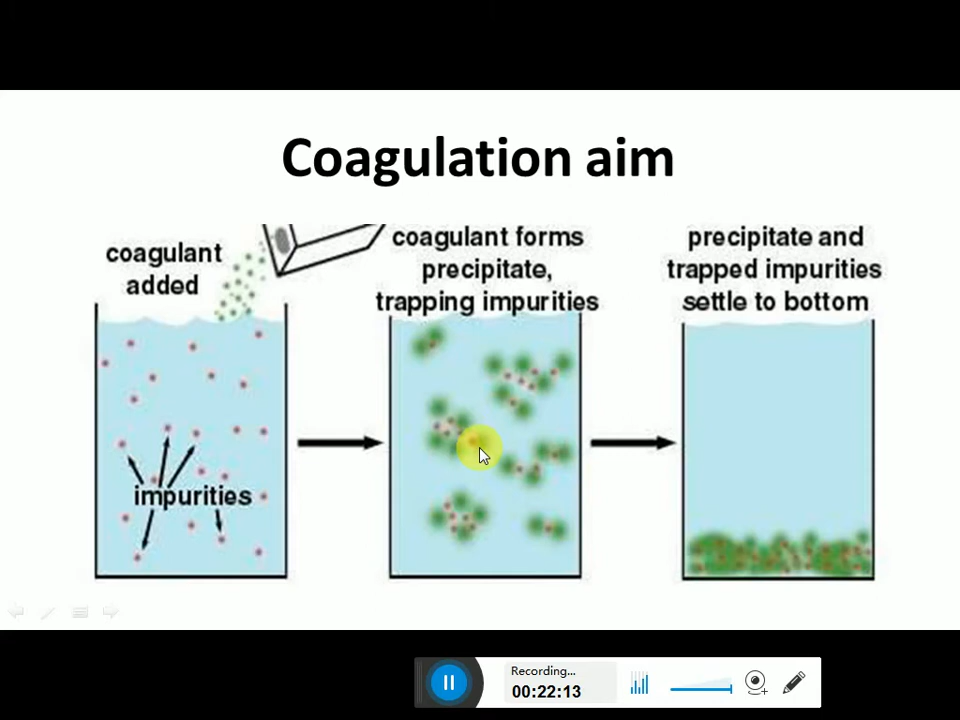 Coagulation aim
coagulant
added
coagulant forms
precipitate,
trapping impurities
precipitate and
trapped impurities
settle to bottom
impurities
Recording...
00:22:13